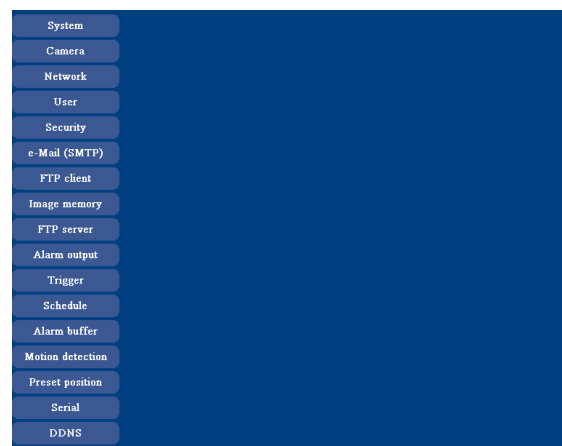 System
Camera
Network
User
Security
e-Mail (SMTP)
FTP client
Image memory
FTP server
Alarm output
Trigger
Schedule
Alarm buffer
Motion detection
Preset position
Serial
DDNS